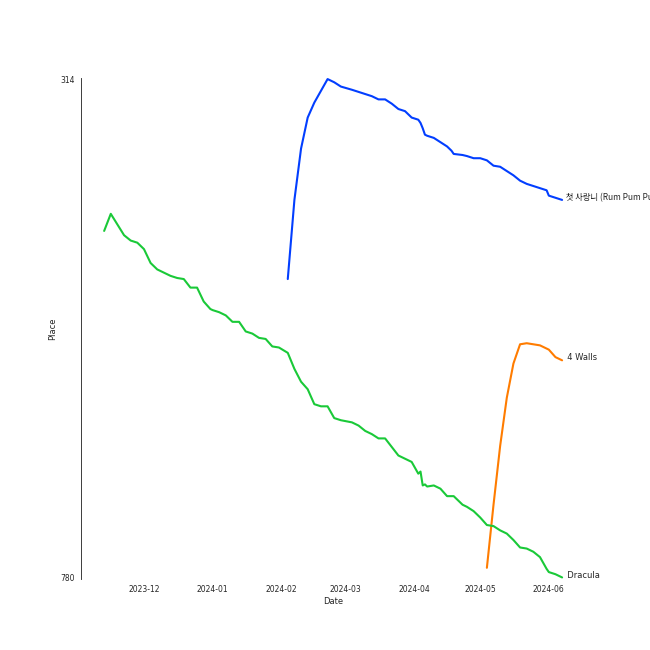 314
첫 사랑니 (Rum Pum Pu
Place
4 Walls
Dracula
780
2023-12 2024-01 2024-02 2024-03 2024-04 2024-05 2024-06
Date